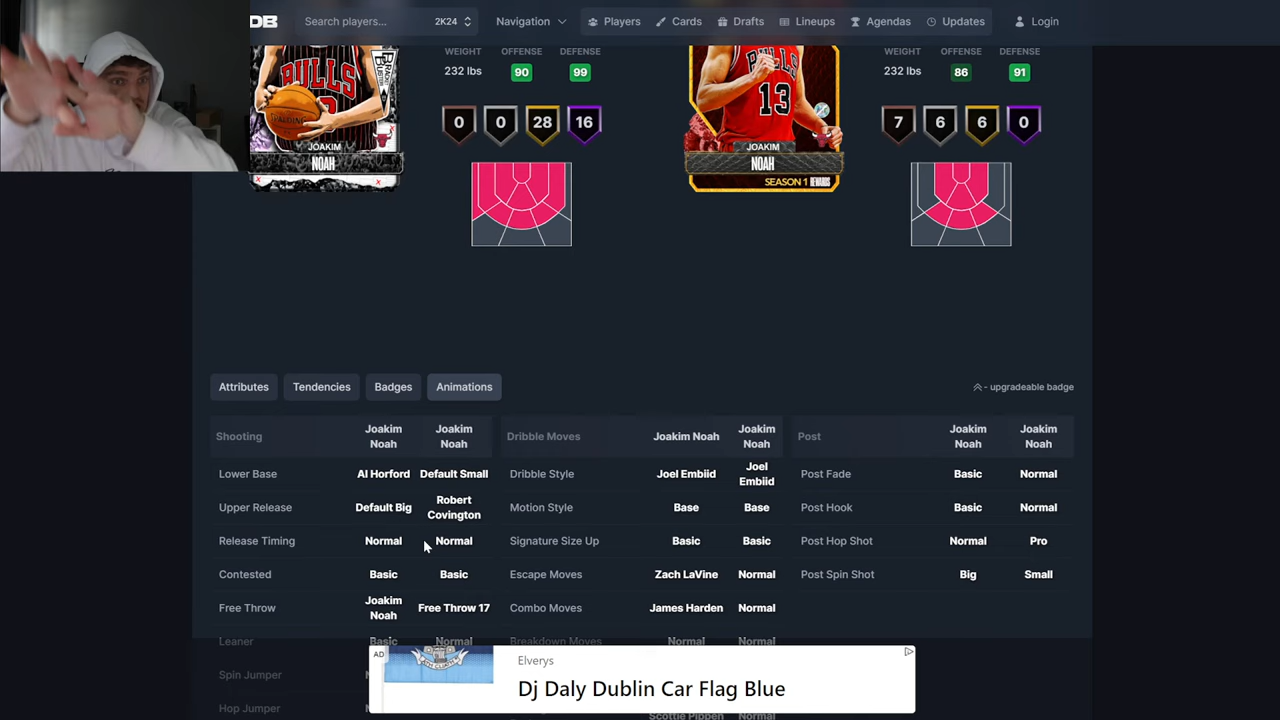 DB
Search players...
2K24
Navigation
Players
Cards
Drafts
Lineups
Agendas
Updates
Login
WEIGHT OFFENSE DEFENSE
232 lbs 90 99
0 0 28 16
BULLS
SPALDING
JOAKIM
NOAH
WEIGHT OFFENSE DEFENSE
232 lbs 86 91
7 6 6 0
BULLS
13
JOAKIM
NOAH
SEASON 1 REWARDS
Attributes
Tendencies
Badges
Animations
- upgradeable badge
Shooting Joakim Noah Joakim Noah
Lower Base Al Horford Default Small
Upper Release Default Big Robert Covington
Release Timing Normal Normal
Contested Basic Basic
Free Throw Joakim Noah Free Throw 17
Leaner Basic Normal
Spin Jumper
Hop Jumper
Dribble Moves Joakim Noah Joakim Noah
Dribble Style Joel Embiid Joel Embiid
Motion Style Base Base
Signature Size Up Basic Basic
Escape Moves Zach LaVine Normal
Combo Moves James Harden Normal
Breakdown Moves Normal Normal
Scottie Pippen Normal
Post Joakim Noah Joakim Noah
Post Fade Basic Normal
Post Hook Basic Normal
Post Hop Shot Normal Pro
Post Spin Shot Big Small
AD
Elverys
Dj Daly Dublin Car Flag Blue